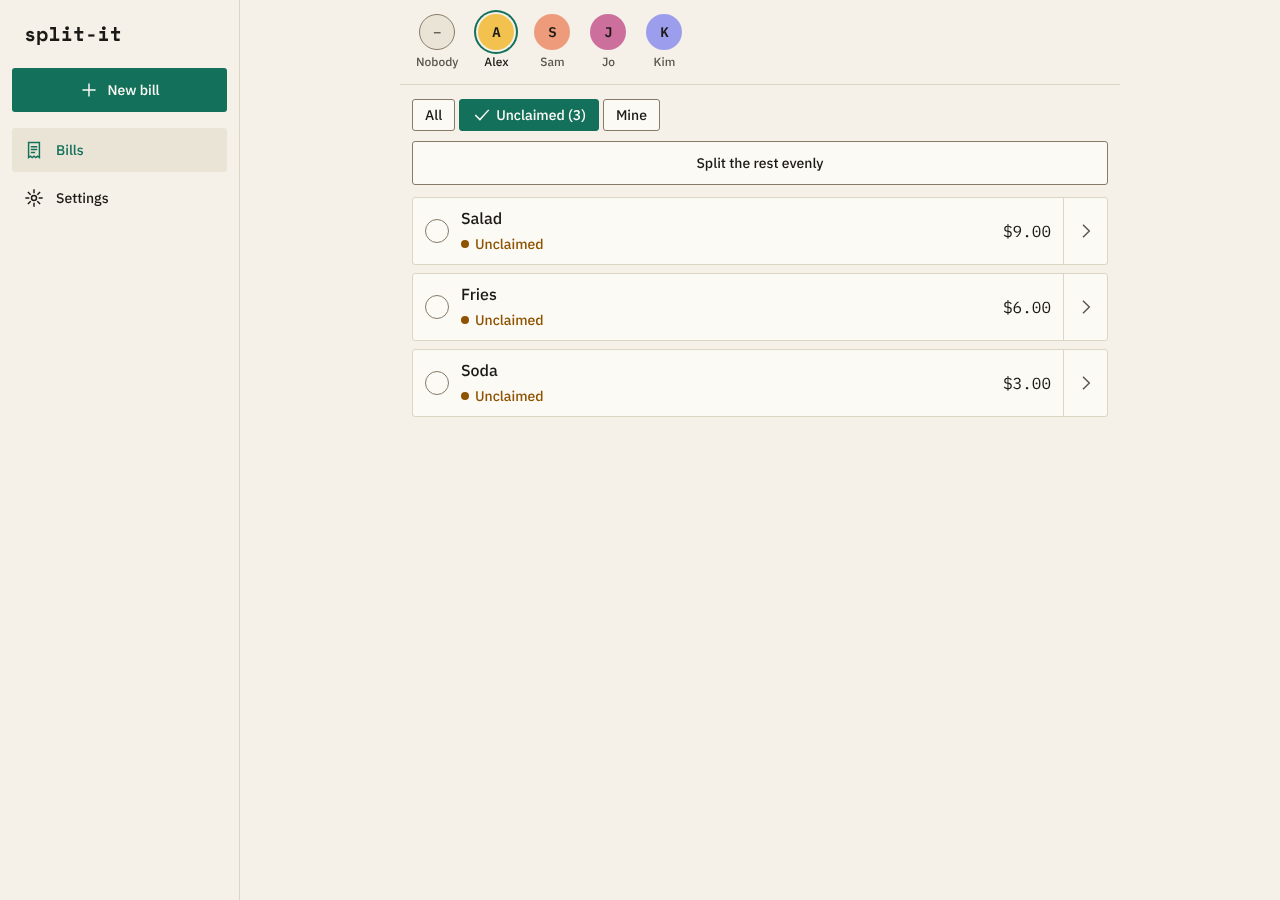 split-it
New bill
Bills
Settings
– A S J K
Nobody Alex Sam Jo Kim
All Unclaimed (3) Mine
Split the rest evenly
Salad
Unclaimed
$9.00
Fries
Unclaimed
$6.00
Soda
Unclaimed
$3.00